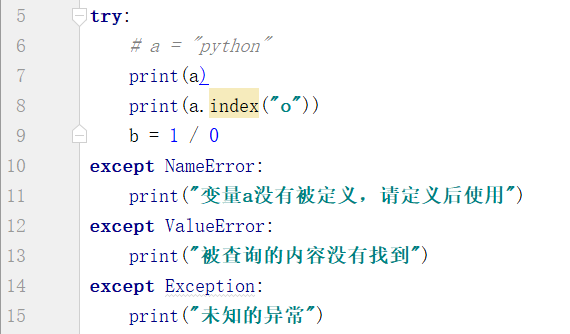 5 try:
6     # a = "python"
7     print(a)
8     print(a.index("o"))
9     b = 1 / 0
10 except NameError:
11     print("变量a没有被定义，请定义后使用")
12 except ValueError:
13     print("被查询的内容没有找到")
14 except Exception:
15     print("未知的异常")